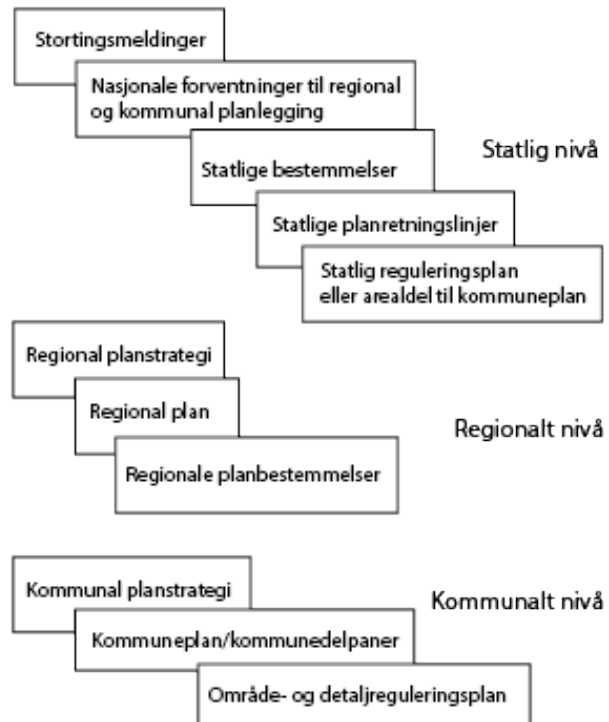 Stortingsmeldinger
Nasjonale forventninger til regional
og kommunal planlegging
Statlige bestemmelser
Statlig nivå
Statlige planretningslinjer
Statlig reguleringsplan
eller arealdel til kommuneplan
Regional planstrategi
Regional plan
Regionalt nivå
Regionale planbestemmelser
Kommunal planstrategi
Kommunalt nivå
Kommuneplan/kommunedelpaner
Område- og detaljreguleringsplan